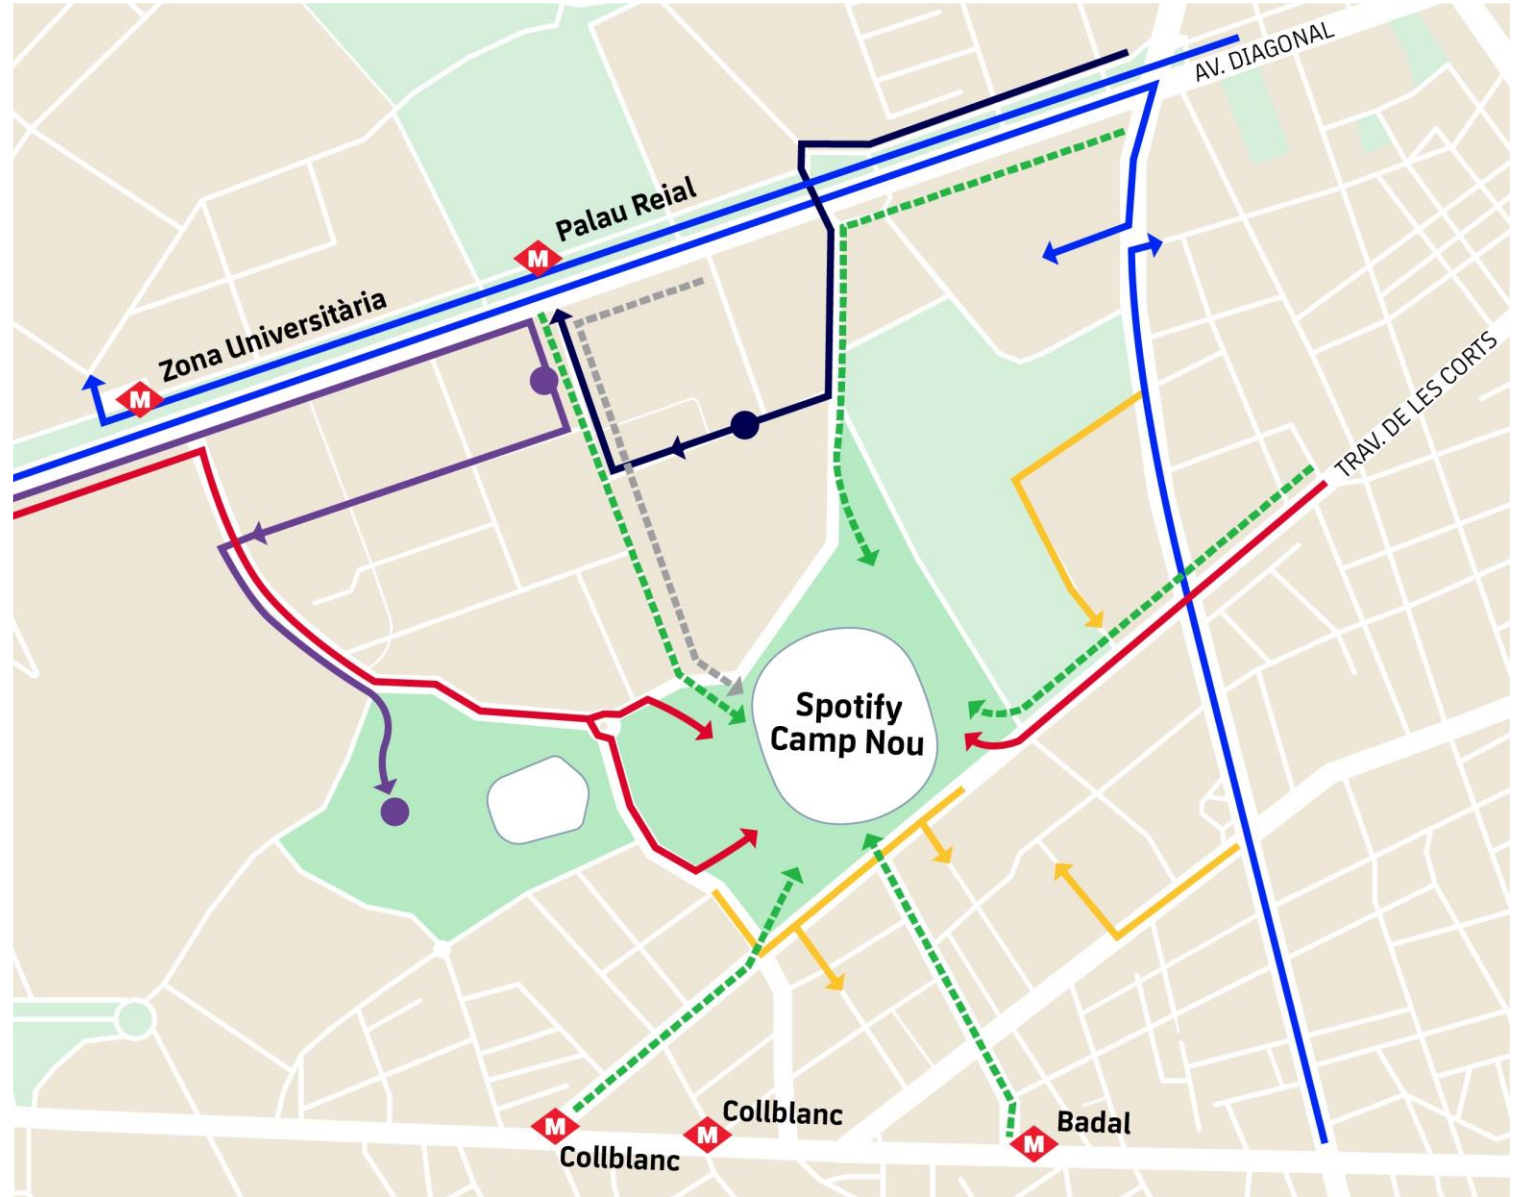 AV. DIAGONAL
Palau Reial
M
Zona Universitària
M
TRAV. DE LES CORTS
Spotify
Camp Nou
Collblanc
M
M
Badal
M
Collblanc